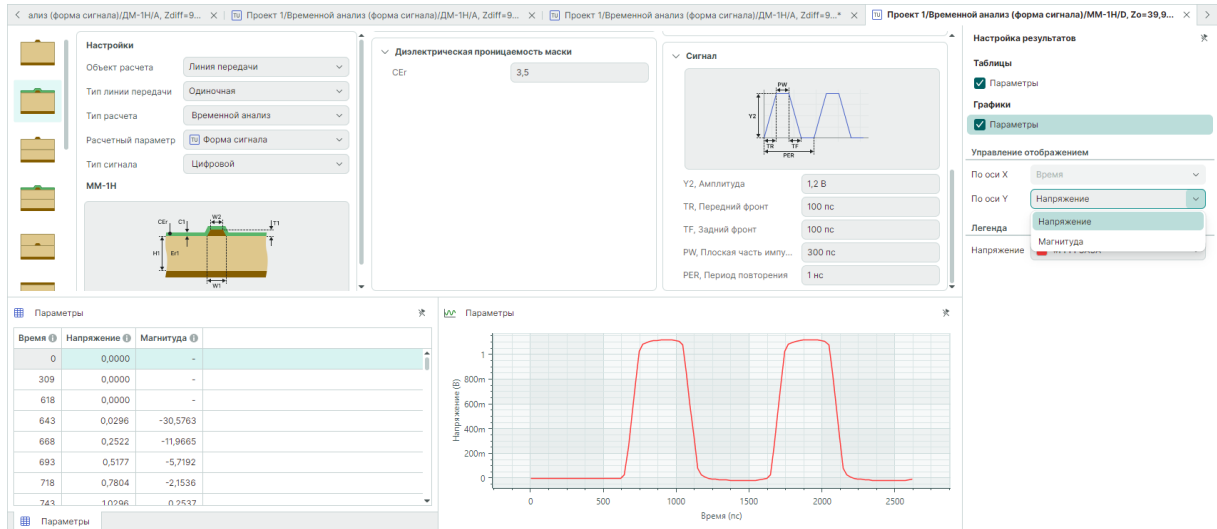 ализ (форма сигнала)/ДМ-1Н/А, Zdiff=9...
Проект 1/Временной анализ (форма сигнала)/ДМ-1Н/А, Zdiff=9...
Проект 1/Временной анализ (форма сигнала)/ДМ-1Н/А, Zdiff=9...*
Проект 1/Временной анализ (форма сигнала)/ММ-1Н/D, Zo=39,9...
Настройки
Объект расчета Линия передачи
Тип линии передачи Одиночная
Тип расчета Временной анализ
Расчетный параметр TU Форма сигнала
Тип сигнала Цифровой
ММ-1Н
CEr C1 W2 T1
H1 Er1
W1
Диэлектрическая проницаемость маски
CEr 3,5
Сигнал
PW
Y2
TR TF
PER
Y2, Амплитуда 1,2 В
TR, Передний фронт 100 пс
TF, Задний фронт 100 пс
PW, Плоская часть импу... 300 пс
PER, Период повторения 1 нс
Настройка результатов
Таблицы
Параметры
Графики
Параметры
Управление отображением
По оси X Время
По оси Y Напряжение
Напряжение
Магнитуда
Легенда
Напряжение
Параметры
Время Напряжение Магнитуда
0 0,0000 -
309 0,0000 -
618 0,0000 -
643 0,0296 -30,5763
668 0,2522 -11,9665
693 0,5177 -5,7192
718 0,7804 -2,1536
743 1,0296 0,2537
Параметры
Параметры
Напряжение (В)
1
800m
600m
400m
200m
0
0 500 1000 1500 2000 2500
Время (пс)